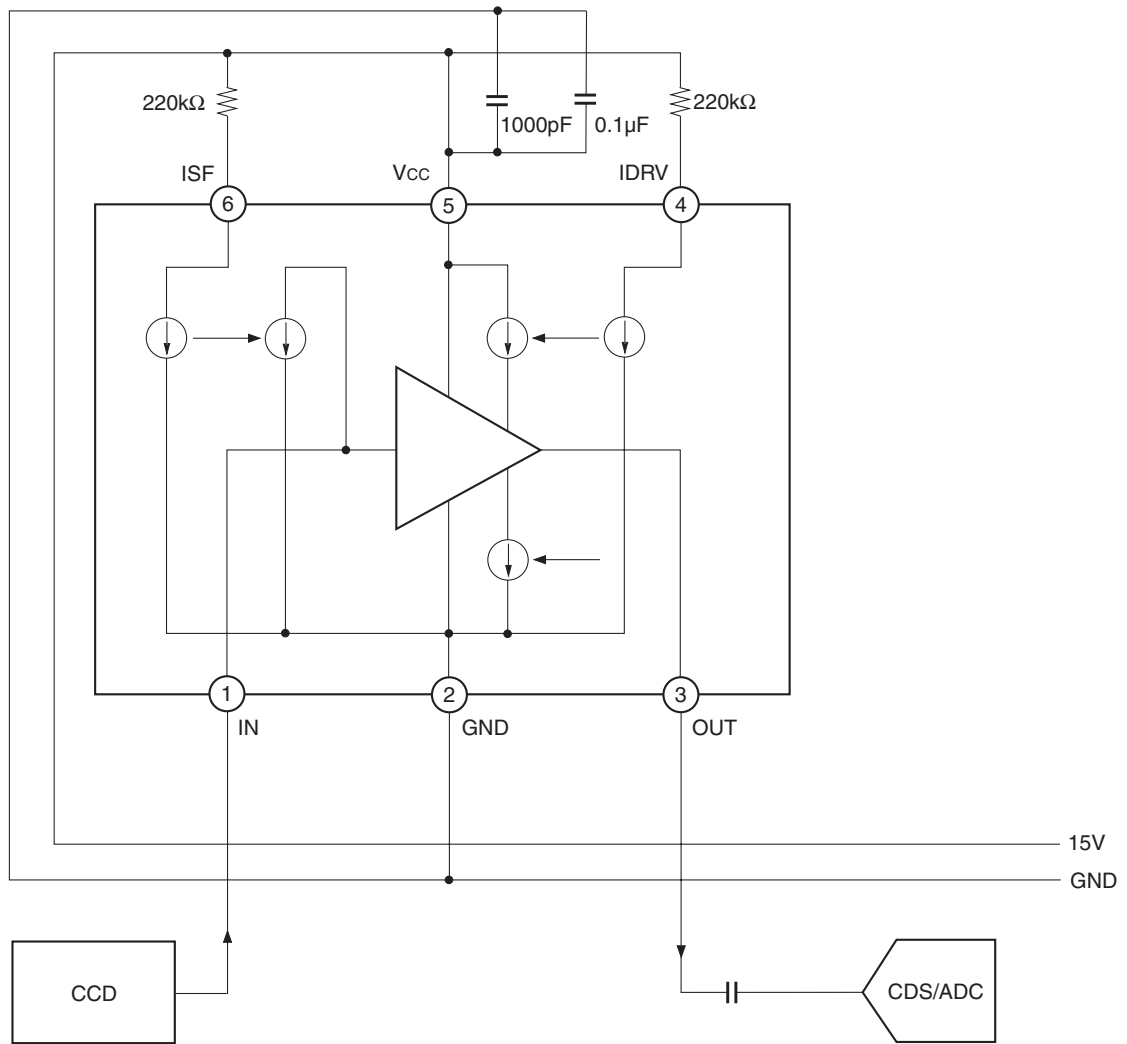 220kΩ
1000pF
0.1µF
220kΩ
ISF
VCC
IDRV
6
5
4
1
2
3
IN
GND
OUT
15V
GND
CCD
CDS/ADC